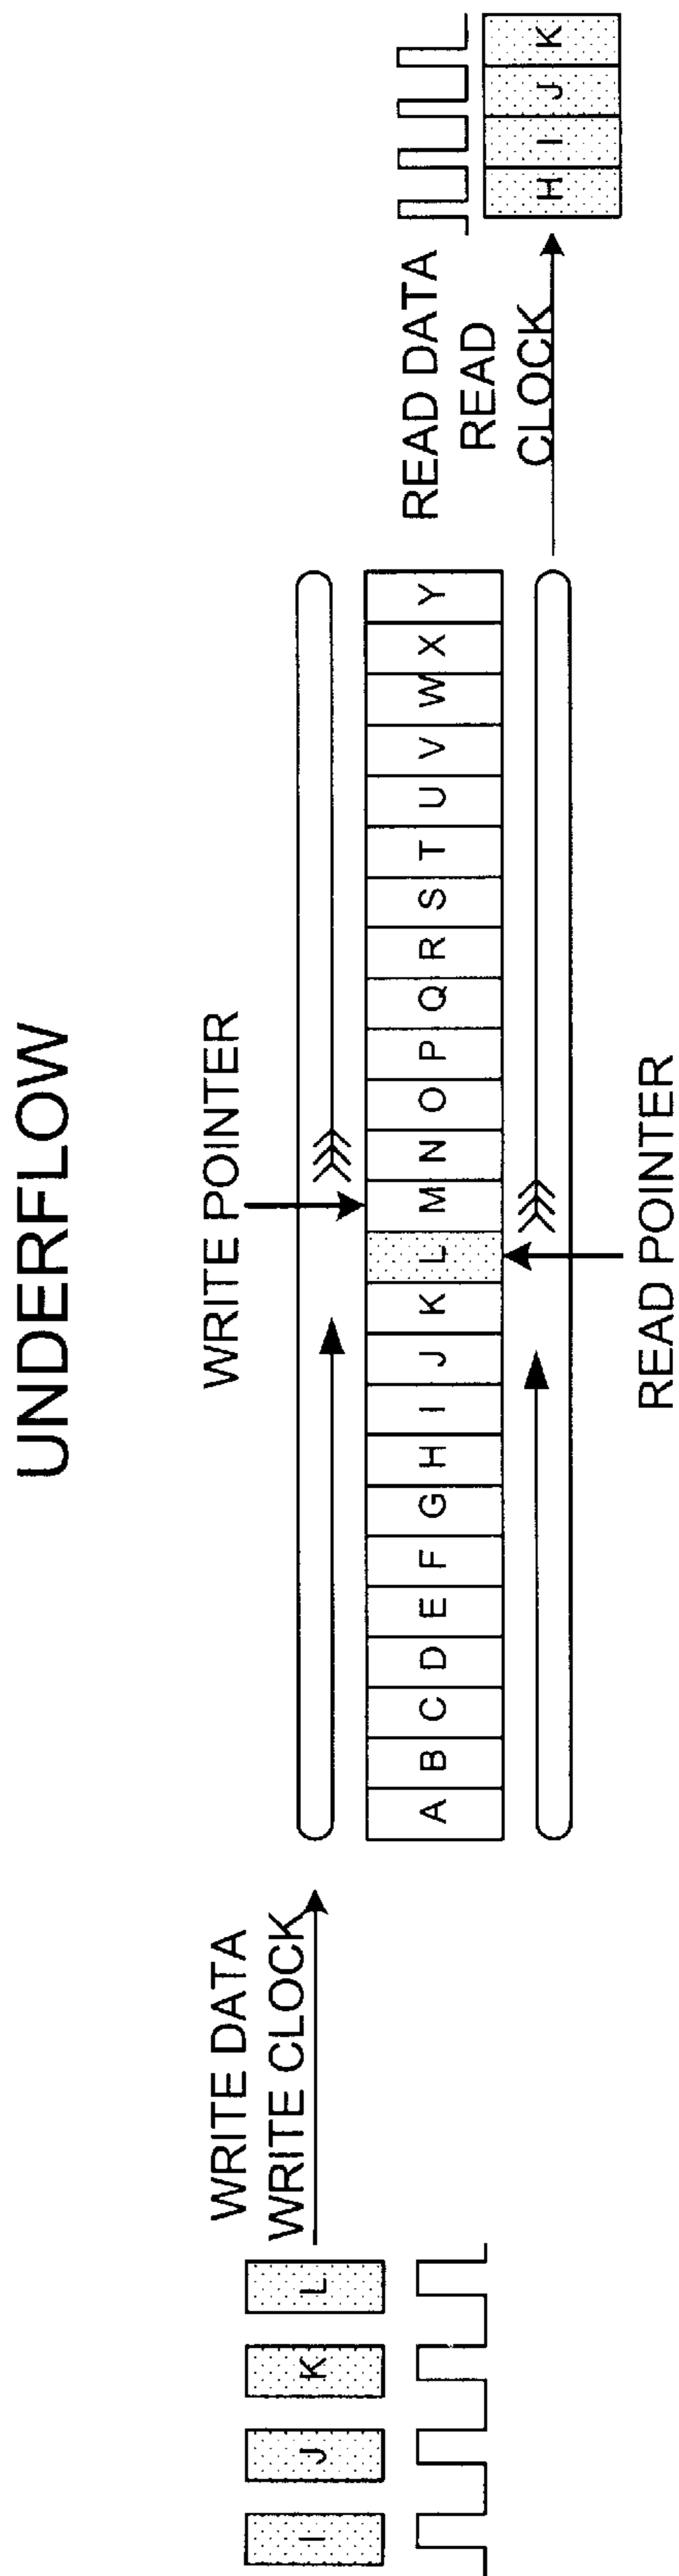 UNDERFLOW
WRITE POINTER
WRITE DATA
WRITE CLOCK
I J K L
A B C D E F G H I J K L M N O P Q R S T U V W X Y
READ DATA
READ
CLOCK
H I J K
READ POINTER